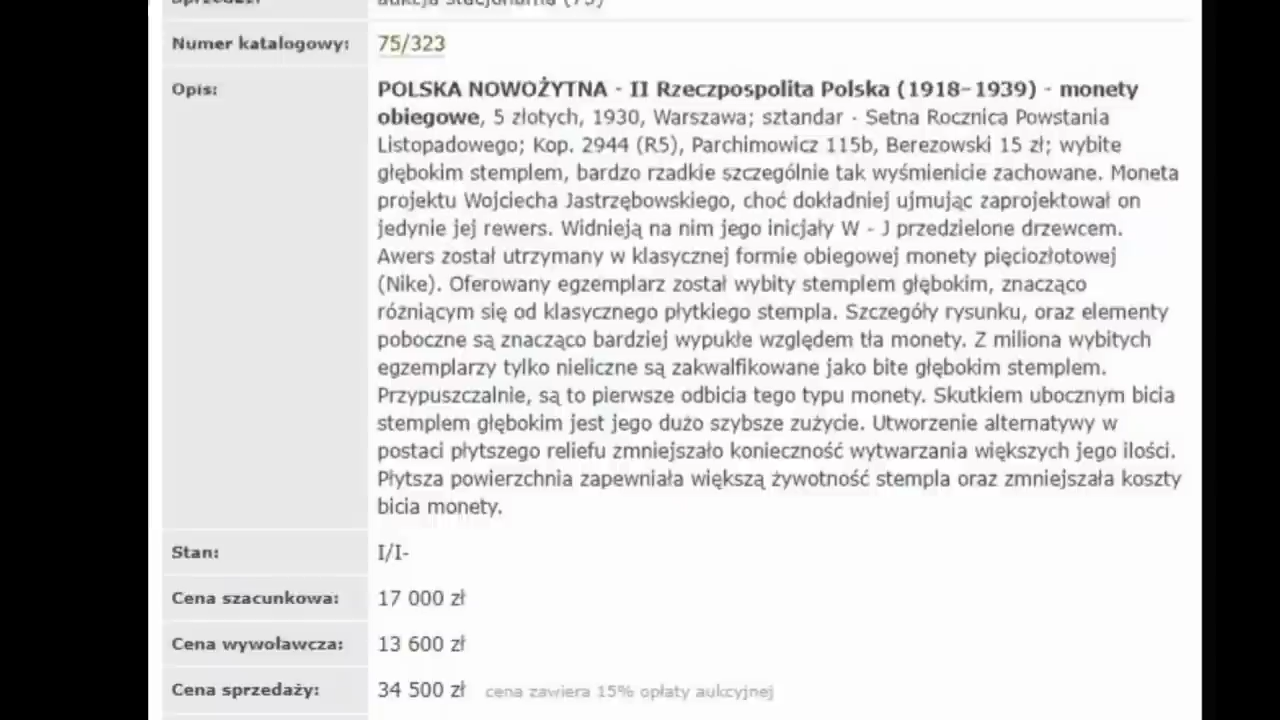 Sprzedaż: aukcja stacjonarna (75)
Numer katalogowy: 75/323
Opis: POLSKA NOWOŻYTNA - II Rzeczpospolita Polska (1918-1939) - monety
obiegowe, 5 złotych, 1930, Warszawa; sztandar - Setna Rocznica Powstania
Listopadowego; Kop. 2944 (R5), Parchimowicz 115b, Berezowski 15 zł; wybite
głębokim stemplem, bardzo rzadkie szczególnie tak wyśmienicie zachowane. Moneta
projektu Wojciecha Jastrzębowskiego, choć dokładniej ujmując zaprojektował on
jedynie jej rewers. Widnieją na nim jego inicjały W - J przedzielone drzewcem.
Awers został utrzymany w klasycznej formie obiegowej monety pięciozłotowej
(Nike). Oferowany egzemplarz został wybity stemplem głębokim, znacząco
różniącym się od klasycznego płytkiego stempla. Szczegóły rysunku, oraz elementy
poboczne są znacząco bardziej wypukłe względem tła monety. Z miliona wybitych
egzemplarzy tylko nieliczne są zakwalfikowane jako bite głębokim stemplem.
Przypuszczalnie, są to pierwsze odbicia tego typu monety. Skutkiem ubocznym bicia
stemplem głębokim jest jego dużo szybsze zużycie. Utworzenie alternatywy w
postaci płytszego reliefu zmniejszało konieczność wytwarzania większych jego ilości.
Płytsza powierzchnia zapewniała większą żywotność stempla oraz zmniejszała koszty
bicia monety.
Stan: I/I-
Cena szacunkowa: 17 000 zł
Cena wywoławcza: 13 600 zł
Cena sprzedaży: 34 500 zł cena zawiera 15% opłaty aukcyjnej